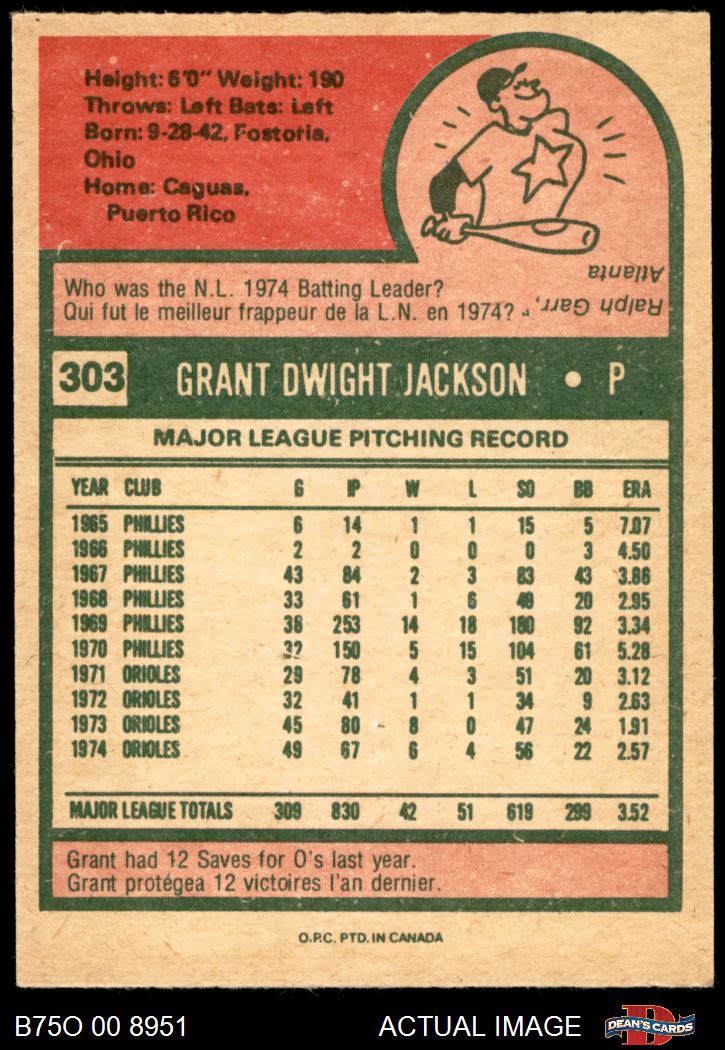 Height: 6'0" Weight: 190
Throws: Left Bats: Left
Born: 9-28-42, Fostoria,
Ohio
Home: Caguas,
Puerto Rico
Who was the N.L. 1974 Batting Leader?
Qui fut le meilleur frappeur de la L.N. en 1974?
Ralph Garr,
Atlanta
303 GRANT DWIGHT JACKSON • P
MAJOR LEAGUE PITCHING RECORD
YEAR CLUB G IP W L SO BB ERA
1965 PHILLIES 6 14 1 1 15 5 7.07
1966 PHILLIES 2 2 0 0 0 3 4.50
1967 PHILLIES 43 84 2 3 83 43 3.86
1968 PHILLIES 33 61 1 6 49 20 2.95
1969 PHILLIES 38 253 14 18 180 92 3.34
1970 PHILLIES 32 150 5 15 104 61 5.28
1971 ORIOLES 29 78 4 3 51 20 3.12
1972 ORIOLES 32 41 1 1 34 9 2.63
1973 ORIOLES 45 80 8 0 47 24 1.91
1974 ORIOLES 49 67 6 4 56 22 2.57
MAJOR LEAGUE TOTALS 309 830 42 51 619 299 3.52
Grant had 12 Saves for O's last year.
Grant protégea 12 victoires l'an dernier.
O.P.C. PTD. IN CANADA
B75O 00 8951 ACTUAL IMAGE DEAN'S CARDS